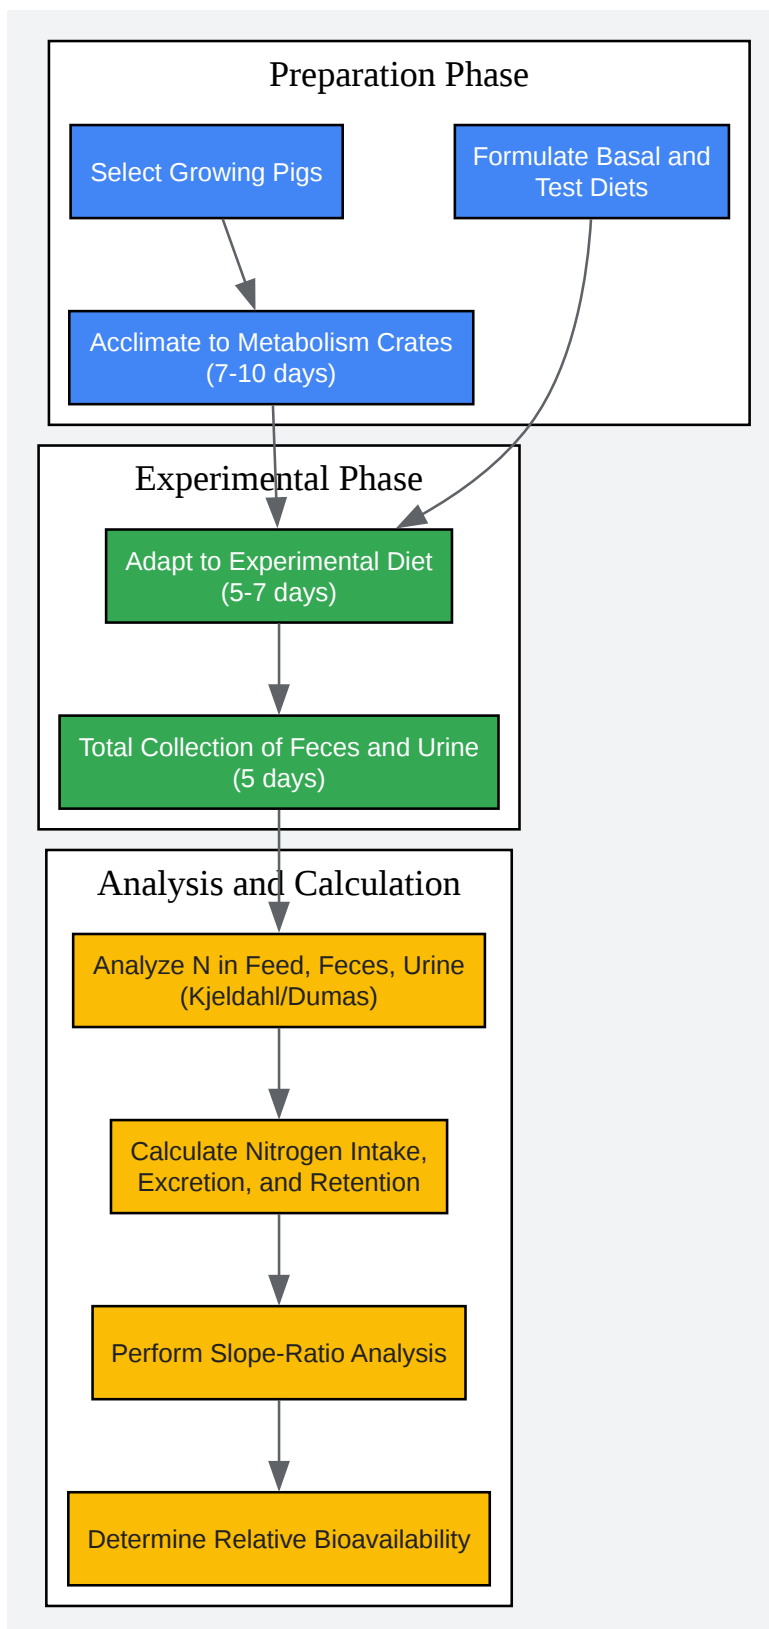 Preparation Phase
Select Growing Pigs
Formulate Basal and
Test Diets
Acclimate to Metabolism Crates
(7-10 days)
Experimental Phase
Adapt to Experimental Diet
(5-7 days)
Total Collection of Feces and Urine
(5 days)
Analysis and Calculation
Analyze N in Feed, Feces, Urine
(Kjeldahl/Dumas)
Calculate Nitrogen Intake,
Excretion, and Retention
Perform Slope-Ratio Analysis
Determine Relative Bioavailability